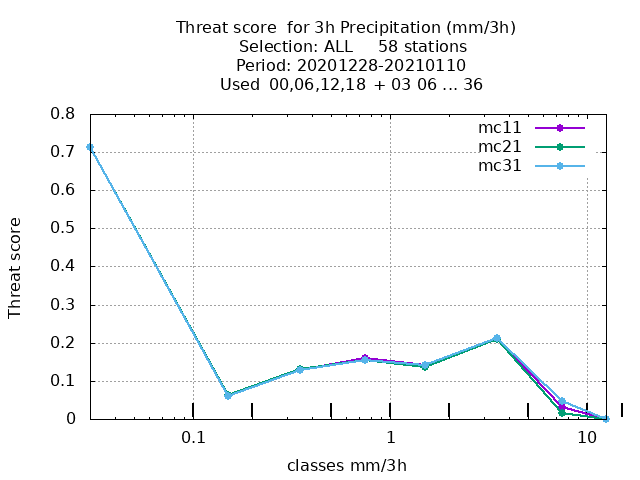 Threat score  for 3h Precipitation (mm/3h)
Selection: ALL     58 stations
Period: 20201228-20210110
Used  00,06,12,18  + 03 06 ... 36
mc11
mc21
mc31
0.8
0.7
0.6
0.5
0.4
0.3
0.2
0.1
0
Threat score
0.1
1
10
classes mm/3h